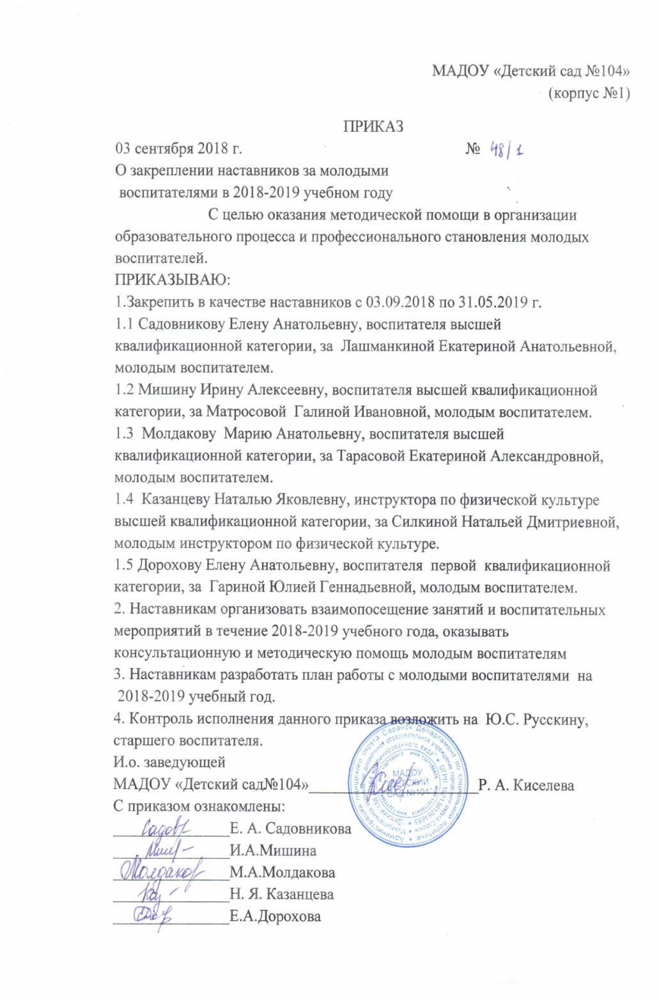 МАДОУ «Детский сад №104»
(корпус №1)
ПРИКАЗ
03 сентября 2018 г. № 48/1
О закреплении наставников за молодыми
воспитателями в 2018-2019 учебном году
С целью оказания методической помощи в организации
образовательного процесса и профессионального становления молодых
воспитателей.
ПРИКАЗЫВАЮ:
1.Закрепить в качестве наставников с 03.09.2018 по 31.05.2019 г.
1.1 Садовникову Елену Анатольевну, воспитателя высшей
квалификационной категории, за Лашманкиной Екатериной Анатольевной,
молодым воспитателем.
1.2 Мишину Ирину Алексеевну, воспитателя высшей квалификационной
категории, за Матросовой Галиной Ивановной, молодым воспитателем.
1.3 Молдакову Марию Анатольевну, воспитателя высшей
квалификационной категории, за Тарасовой Екатериной Александровной,
молодым воспитателем.
1.4 Казанцеву Наталью Яковлевну, инструктора по физической культуре
высшей квалификационной категории, за Силкиной Натальей Дмитриевной,
молодым инструктором по физической культуре.
1.5 Дорохову Елену Анатольевну, воспитателя первой квалификационной
категории, за Гариной Юлией Геннадьевной, молодым воспитателем.
2. Наставникам организовать взаимопосещение занятий и воспитательных
мероприятий в течение 2018-2019 учебного года, оказывать
консультационную и методическую помощь молодым воспитателям
3. Наставникам разработать план работы с молодыми воспитателями на
2018-2019 учебный год.
4. Контроль исполнения данного приказа возложить на Ю.С. Русскину,
старшего воспитателя.
И.о. заведующей
МАДОУ «Детский сад№104»____________________Р. А. Киселева
МАДОУ
ДЕТСКИЙ
САД №104
С приказом ознакомлены:
______________Е. А. Садовникова
______________И.А.Мишина
Молдаков
______________М.А.Молдакова
______________Н. Я. Казанцева
______________Е.А.Дорохова